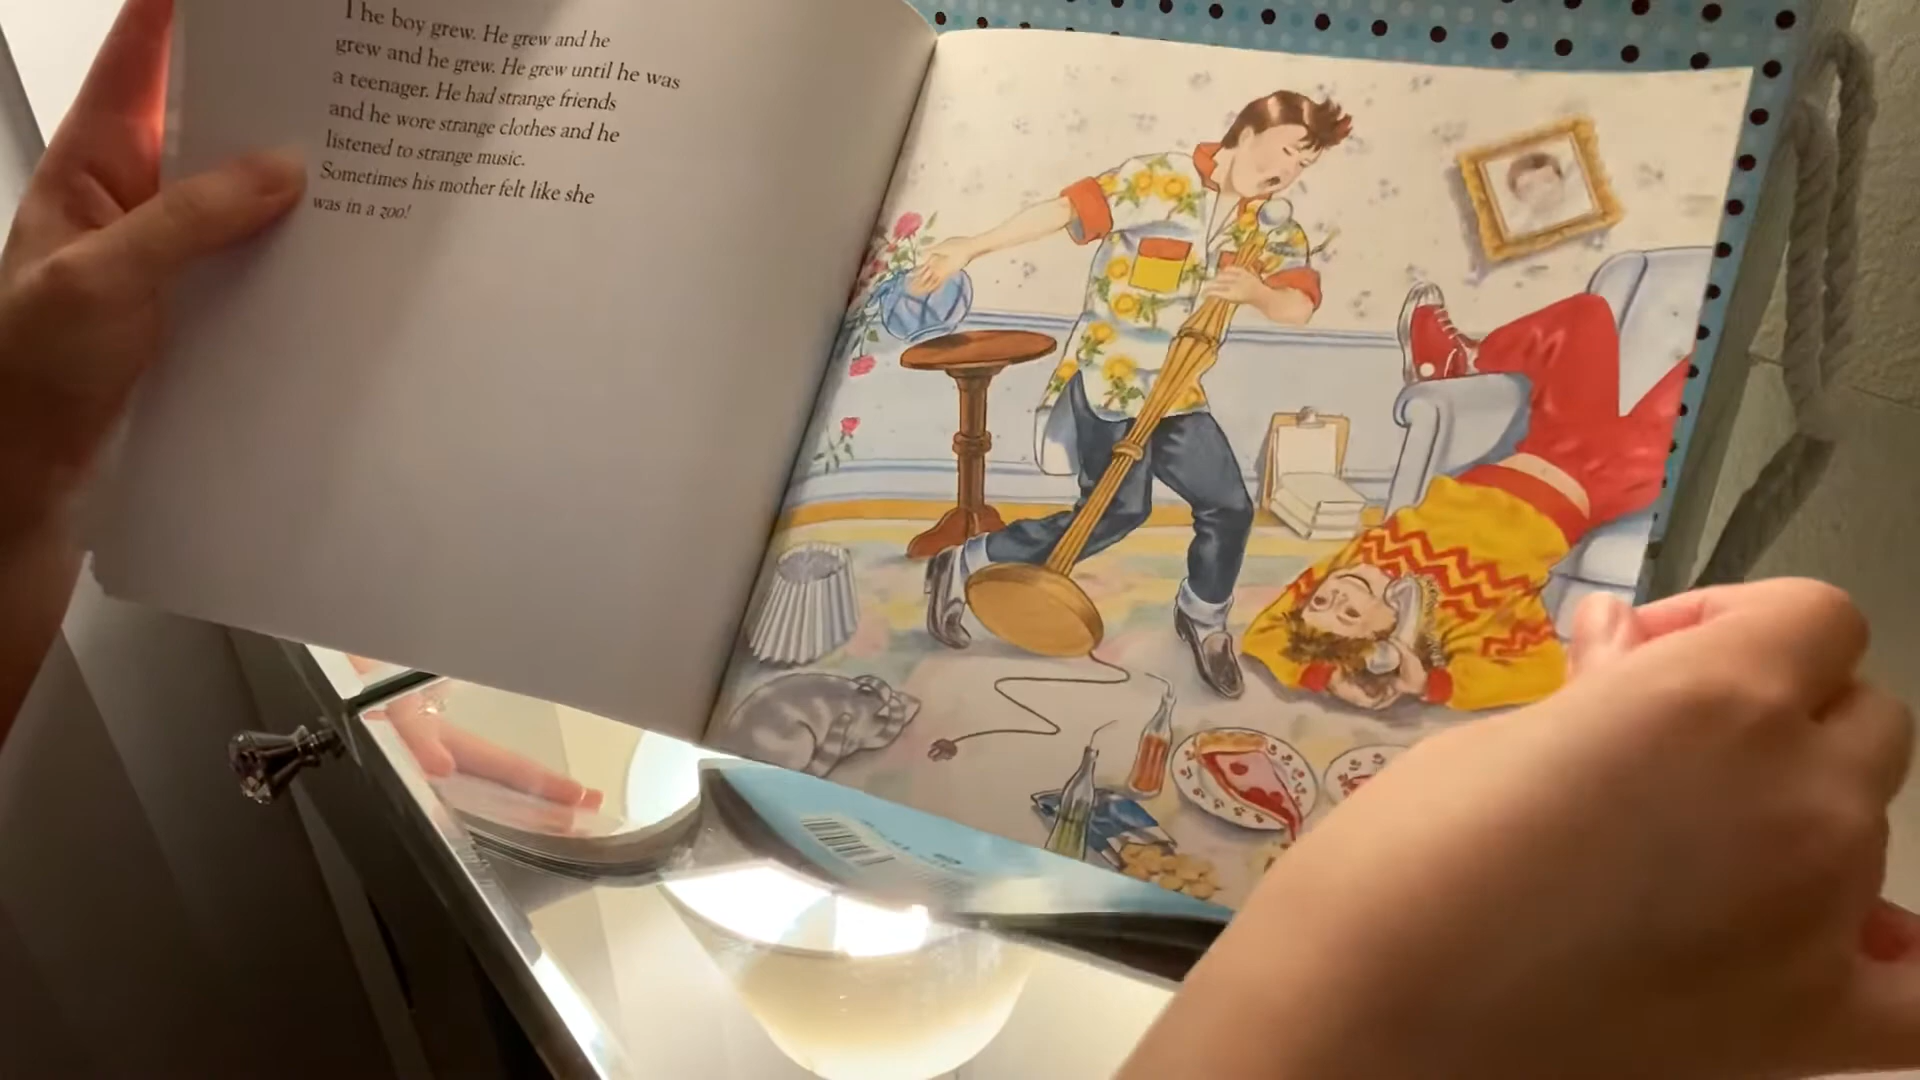 The boy grew. He grew and he
grew and he grew. He grew until he was
a teenager. He had strange friends
and he wore strange clothes and he
listened to strange music.
Sometimes his mother felt like she
was in a zoo!